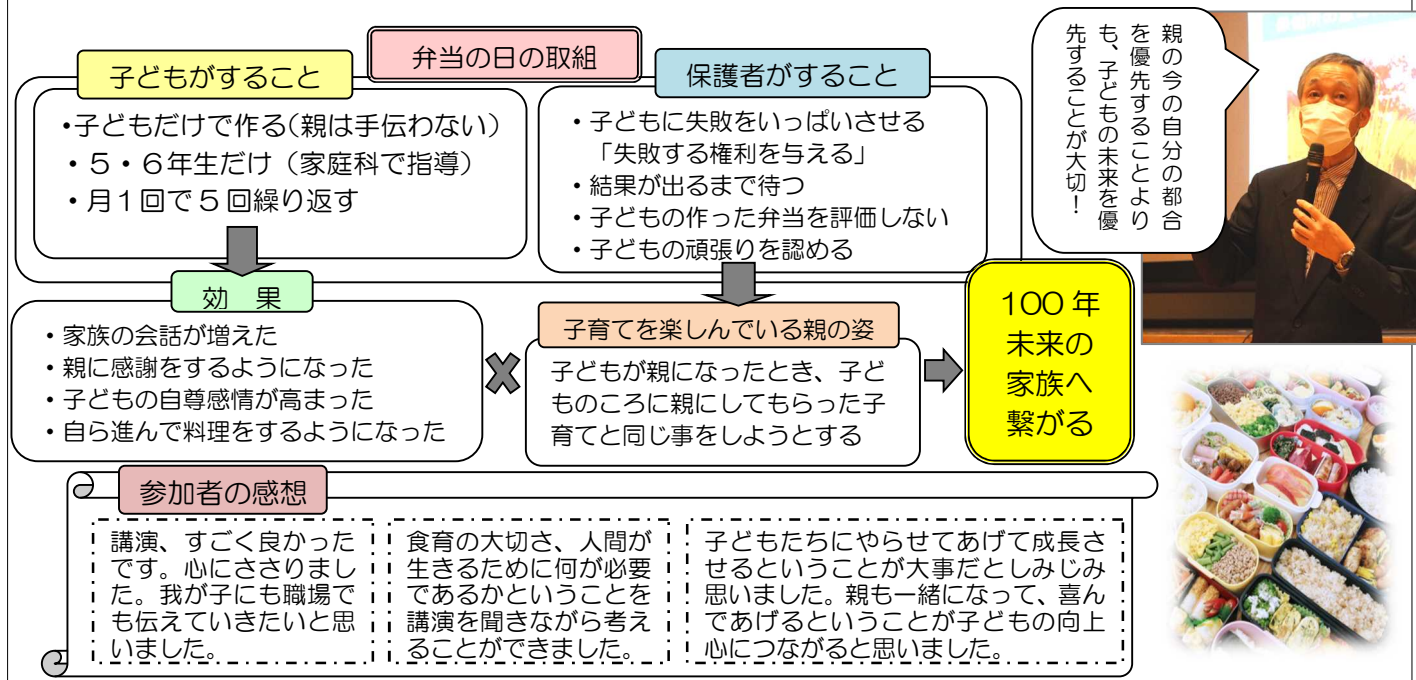 弁当の日の取組
子どもがすること
・子どもだけで作る（親は手伝わない）
・５・６年生だけ（家庭科で指導）
・月１回で５回繰り返す
保護者がすること
・子どもに失敗をいっぱいさせる
「失敗する権利を与える」
・結果が出るまで待つ
・子どもの作った弁当を評価しない
・子どもの頑張りを認める
親の今の自分の都合
を優先することより
も、子どもの未来を優
先することが大切！
効　果
・家族の会話が増えた
・親に感謝をするようになった
・子どもの自尊感情が高まった
・自ら進んで料理をするようになった
子育てを楽しんでいる親の姿
子どもが親になったとき、子ど
ものころに親にしてもらった子
育てと同じ事をしようとする
100年
未来の
家族へ
繋がる
参加者の感想
講演、すごく良かった
です。心にささりまし
た。我が子にも職場で
も伝えていきたいと思
いました。
食育の大切さ、人間が
生きるために何が必要
であるかということを
講演を聞きながら考え
ることができました。
子どもたちにやらせてあげて成長さ
せるということが大事だとしみじみ
思いました。親も一緒になって、喜ん
であげるということが子どもの向上
心につながると思いました。